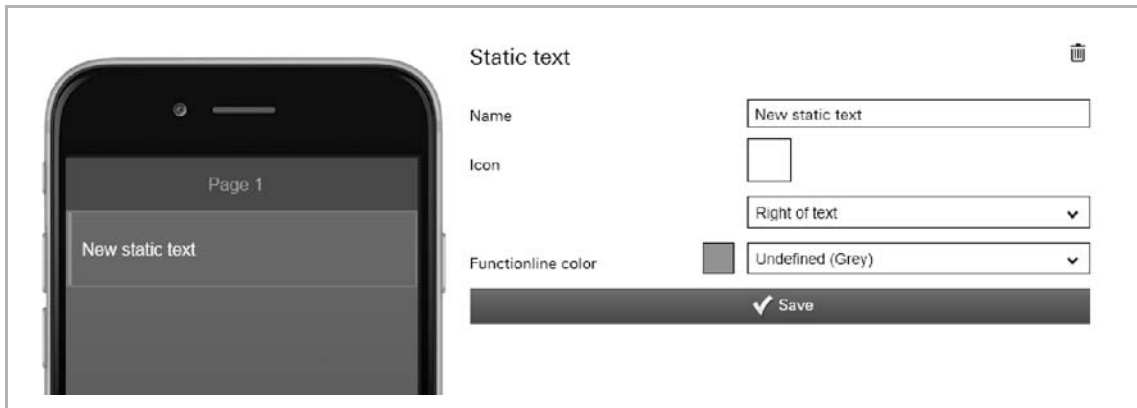 Static text
Name
New static text
Icon
Right of text
Functionline color
Undefined (Grey)
Save
Page 1
New static text